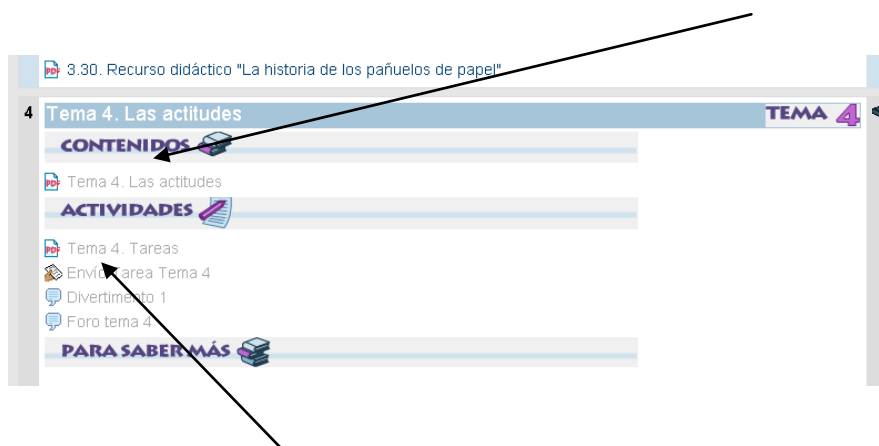 3.30. Recurso didáctico "La historia de los pañuelos de papel"
4 Tema 4. Las actitudes TEMA 4
CONTENIDOS
Tema 4. Las actitudes
ACTIVIDADES
Tema 4. Tareas
Envío Tarea Tema 4
Divertimento 1
Foro tema 4
PARA SABER MÁS